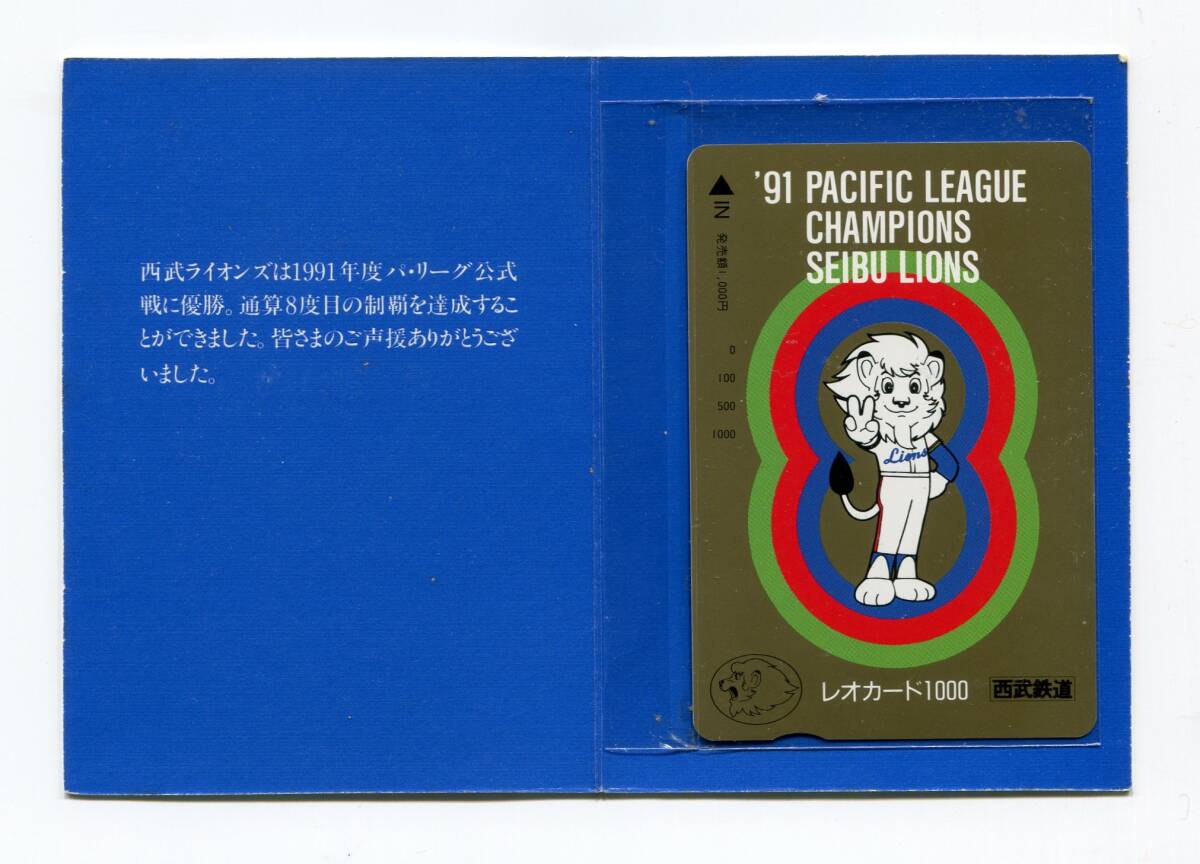 西武ライオンズは1991年度パ・リーグ公式
戦に優勝。通算8度目の制覇を達成するこ
とができました。皆さまのご声援ありがとうござ
いました。
'91 PACIFIC LEAGUE
CHAMPIONS
SEIBU LIONS
IN
発売額1,000円
0
100
500
1000
Lions
レオカード1000
西武鉄道